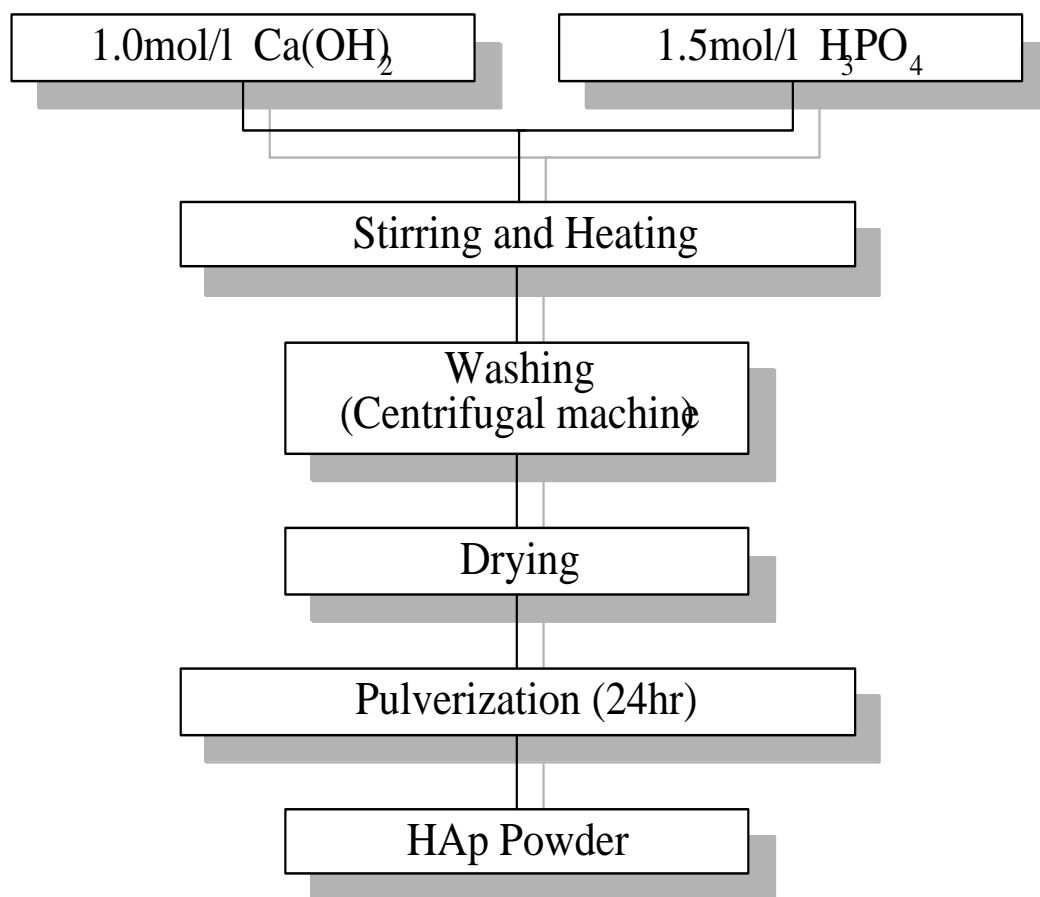 1.0mol/l Ca(OH)2
1.5mol/l H3PO4
Stirring and Heating
Washing
(Centrifugal machine)
Drying
Pulverization (24hr)
HAp Powder